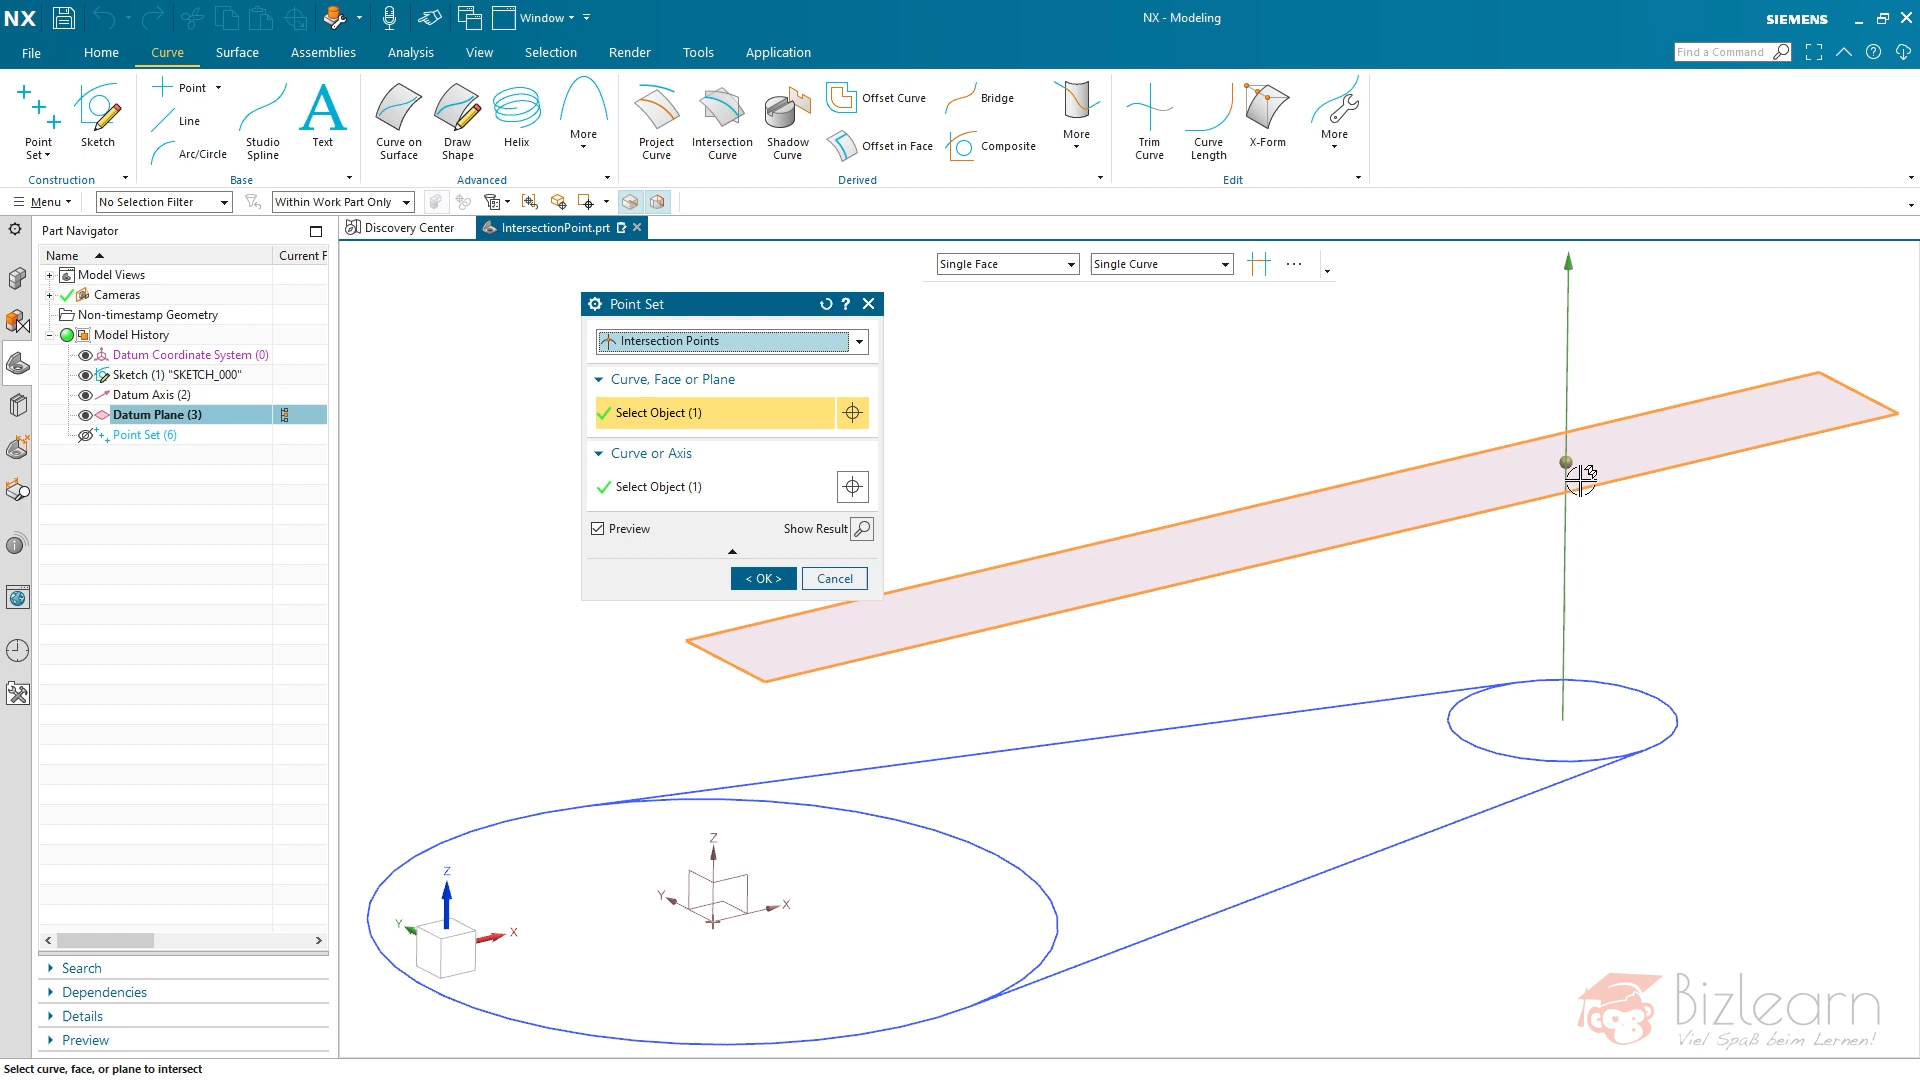 NX
Window
NX - Modeling
SIEMENS
File
Home
Curve
Surface
Assemblies
Analysis
View
Selection
Render
Tools
Application
Find a Command
Point Set
Sketch
Point
Line
Arc/Circle
Studio Spline
Text
Curve on Surface
Draw Shape
Helix
More
Project Curve
Intersection Curve
Shadow Curve
Offset Curve
Offset in Face
Bridge
Composite
More
Trim Curve
Curve Length
X-Form
More
Construction
Base
Advanced
Derived
Edit
Menu
No Selection Filter
Within Work Part Only
Part Navigator
Discovery Center
IntersectionPoint.prt
Name
Current F
Model Views
Cameras
Non-timestamp Geometry
Model History
Datum Coordinate System (0)
Sketch (1) "SKETCH_000"
Datum Axis (2)
Datum Plane (3)
Point Set (6)
Search
Dependencies
Details
Preview
Single Face
Single Curve
Point Set
Intersection Points
Curve, Face or Plane
Select Object (1)
Curve or Axis
Select Object (1)
Preview
Show Result
< OK >
Cancel
Z
Y
X
Z
Y
X
Bizlearn
Viel Spaß beim Lernen!
Select curve, face, or plane to intersect